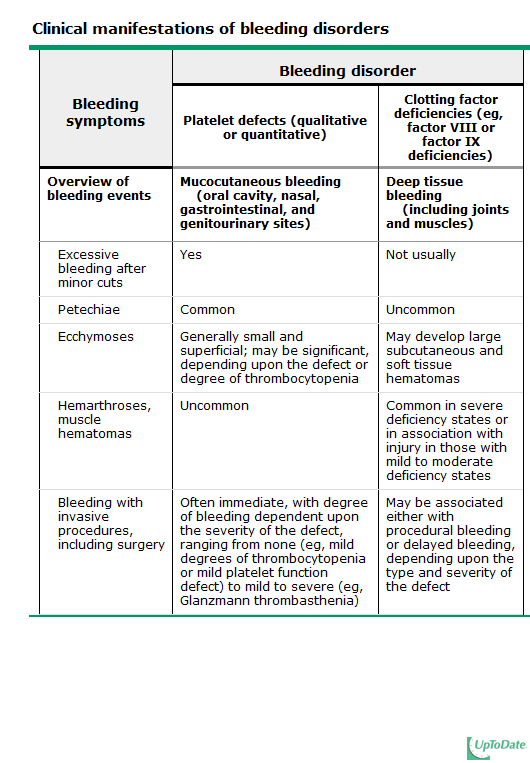 Clinical manifestations of bleeding disorders
Bleeding symptoms
Bleeding disorder
Platelet defects (qualitative
or quantitative)
Clotting factor
deficiencies (eg,
factor VIII or
factor IX
deficiencies)
Overview of
bleeding events
Mucocutaneous bleeding
(oral cavity, nasal,
gastrointestinal, and
genitourinary sites)
Deep tissue
bleeding
(including joints
and muscles)
Excessive
bleeding after
minor cuts
Yes
Not usually
Petechiae
Common
Uncommon
Ecchymoses
Generally small and
superficial; may be significant,
depending upon the defect or
degree of thrombocytopenia
May develop large
subcutaneous and
soft tissue
hematomas
Hemarthroses,
muscle
hematomas
Uncommon
Common in severe
deficiency states or
in association with
injury in those with
mild to moderate
deficiency states
Bleeding with
invasive
procedures,
including surgery
Often immediate, with degree
of bleeding dependent upon
the severity of the defect,
ranging from none (eg, mild
degrees of thrombocytopenia
or mild platelet function
defect) to mild to severe (eg,
Glanzmann thrombasthenia)
May be associated
either with
procedural bleeding
or delayed bleeding,
depending upon the
type and severity of
the defect
UpToDate